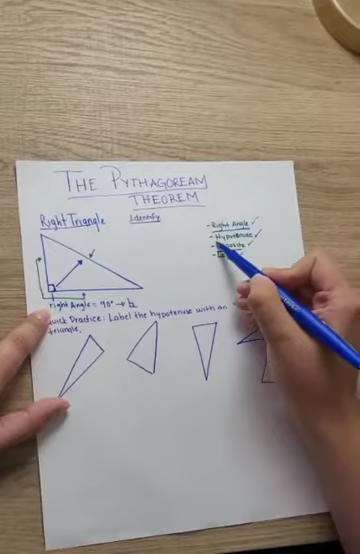 THE PYTHAGOREAN
THEOREM
Right Triangle
Identify
- Right Angle ✓
- Hypotenuse ✓
right Angle = 90° →
Quick Practice: Label the hypotenuse with an
triangle.